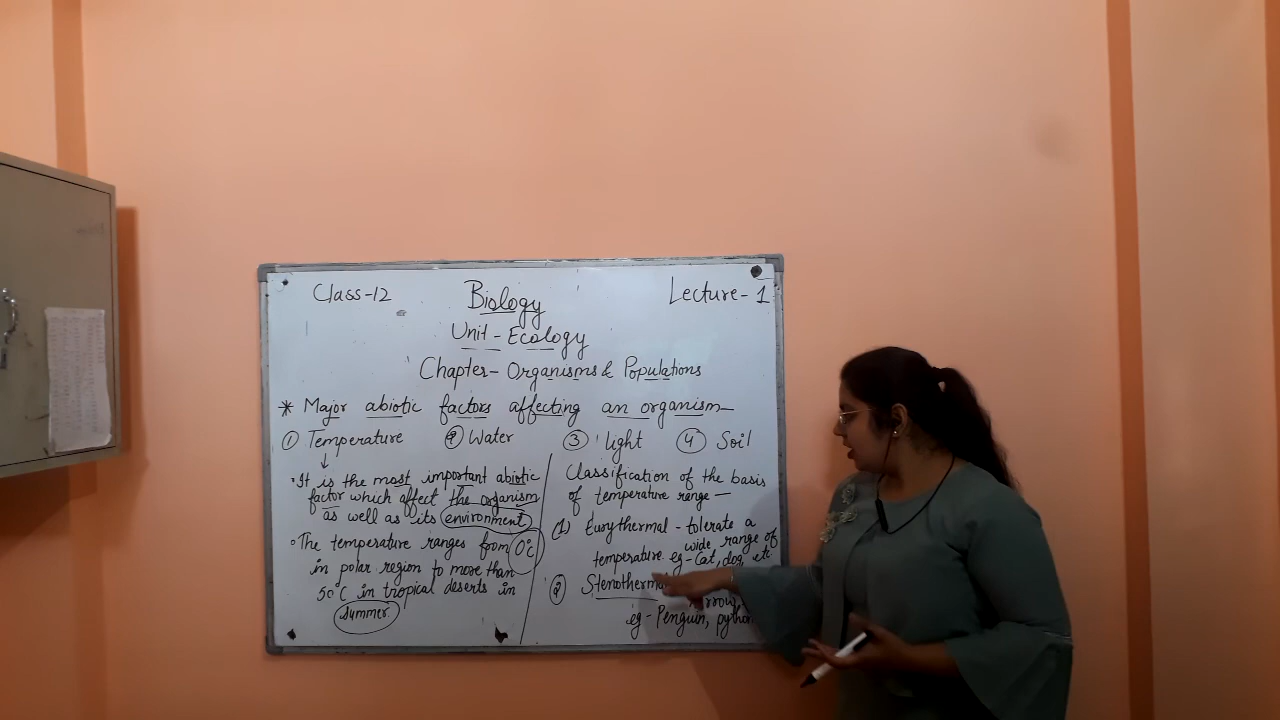 Class-12 Biology Lecture-1
Unit-Ecology
Chapter-Organisms & Populations
* Major abiotic factors affecting an organism-
① Temperature ② Water ③ light ④ Soil
↓
• It is the most important abiotic
factor which affect the organism
as well as its environment
• The temperature ranges from 0°C
in polar region to more than
50°C in tropical deserts in
summer.
Classification of the basis
of temperature range-
(1) Eurythermal - tolerate a
wide range of
temperature. eg-Cat, dog, etc.
②
eg-Penguin, python